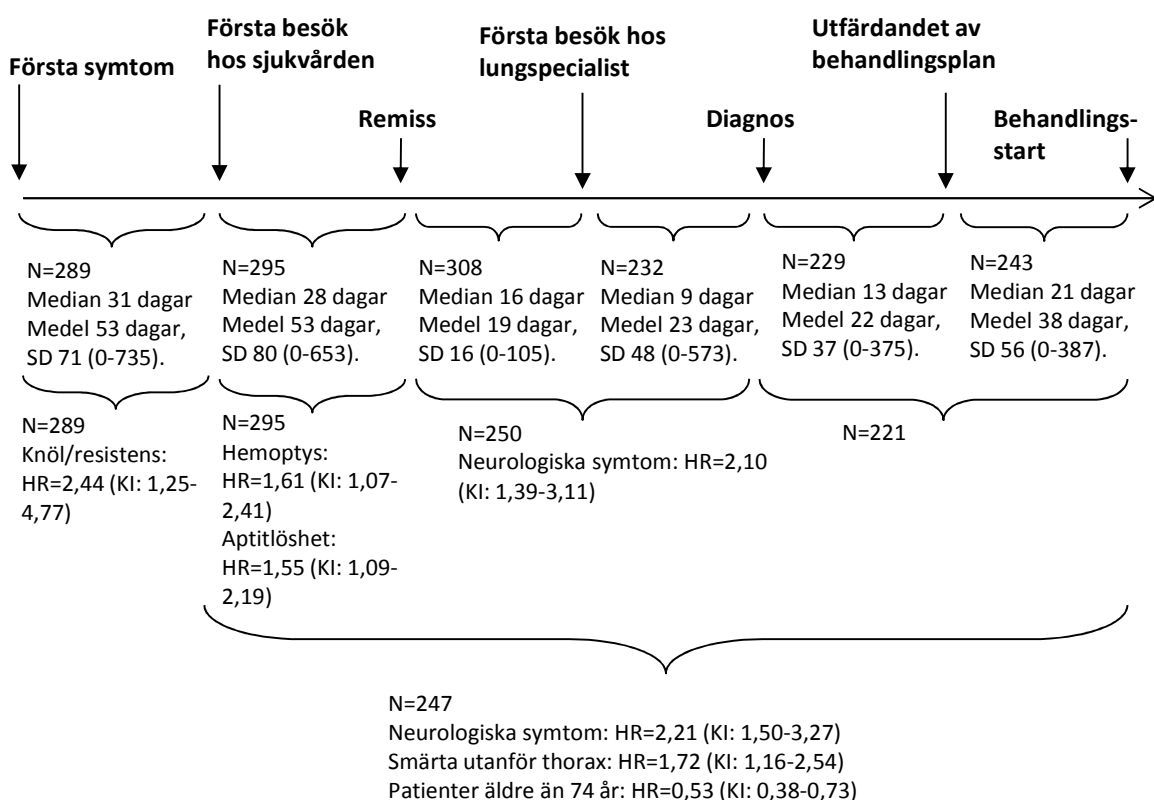 Första symtom
Första besök
hos sjukvården
Remiss
Första besök hos
lungspecialist
Diagnos
Utfärdandet av
behandlingsplan
Behandlings-
start
N=289
Median 31 dagar
Medel 53 dagar,
SD 71 (0-735).
N=295
Median 28 dagar
Medel 53 dagar,
SD 80 (0-653).
N=308
Median 16 dagar
Medel 19 dagar,
SD 16 (0-105).
N=232
Median 9 dagar
Medel 23 dagar,
SD 48 (0-573).
N=229
Median 13 dagar
Medel 22 dagar,
SD 37 (0-375).
N=243
Median 21 dagar
Medel 38 dagar,
SD 56 (0-387).
N=289
Knöl/resistens:
HR=2,44 (KI: 1,25-
4,77)
N=295
Hemoptys:
HR=1,61 (KI: 1,07-
2,41)
Aptitlöshet:
HR=1,55 (KI: 1,09-
2,19)
N=250
Neurologiska symtom: HR=2,10
(KI: 1,39-3,11)
N=221
N=247
Neurologiska symtom: HR=2,21 (KI: 1,50-3,27)
Smärta utanför thorax: HR=1,72 (KI: 1,16-2,54)
Patienter äldre än 74 år: HR=0,53 (KI: 0,38-0,73)